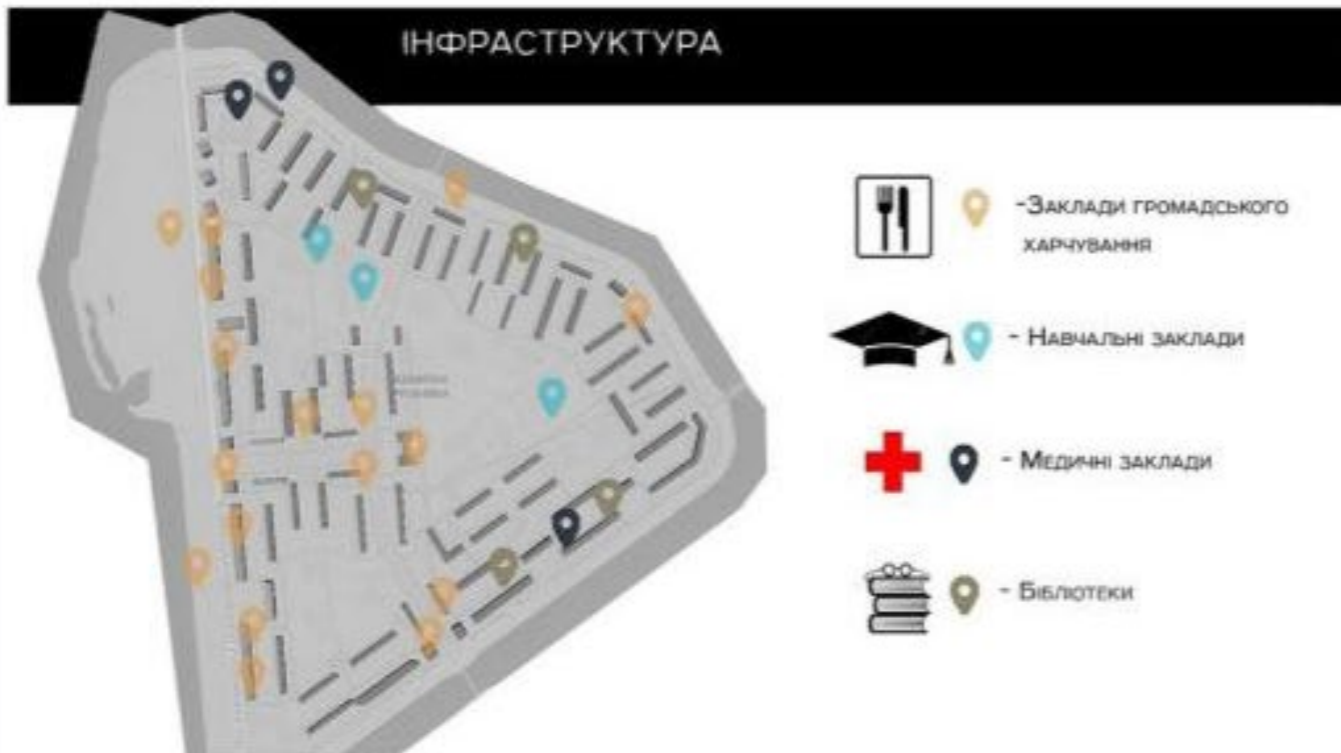 ІНФРАСТРУКТУРА
-Заклади громадського
харчування
- Навчальні заклади
- Медичні заклади
- Бібліотеки